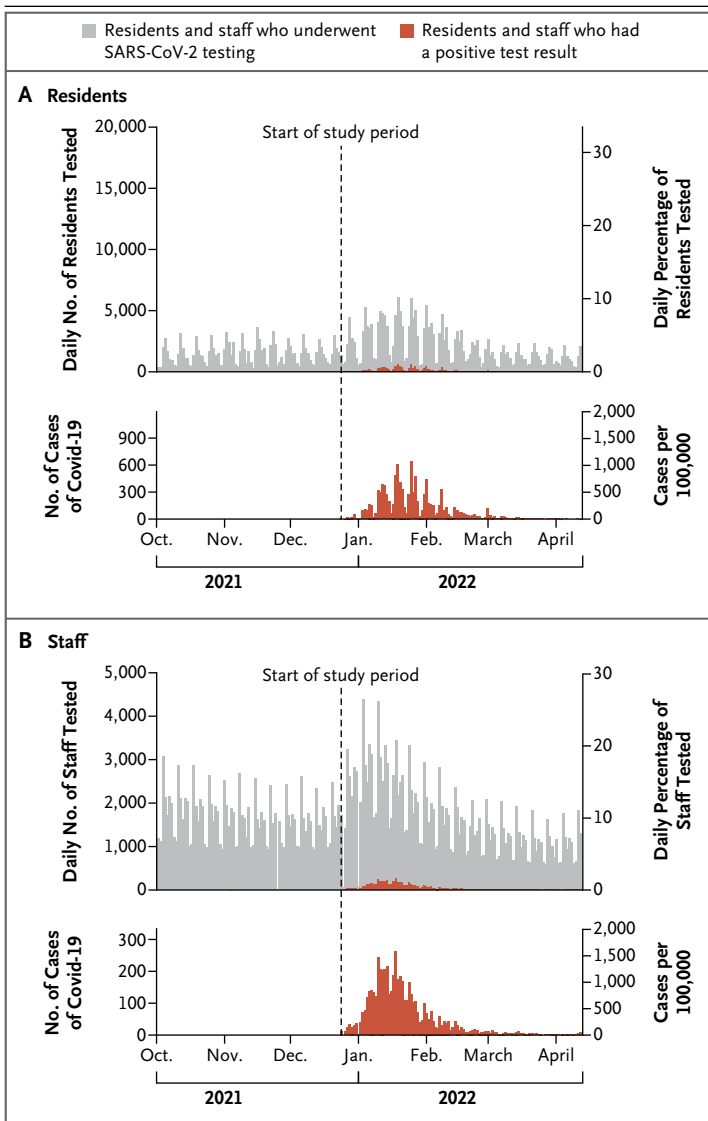 Residents and staff who underwent
SARS-CoV-2 testing
Residents and staff who had
a positive test result
A Residents
Start of study period
Daily No. of Residents Tested
20,000
15,000
10,000
5,000
0
30
20
10
0
Daily Percentage of
Residents Tested
No. of Cases
of Covid-19
900
600
300
0
2,000
1,500
1,000
500
0
Cases per
100,000
Oct. Nov. Dec. Jan. Feb. March April
2021 2022
B Staff
Start of study period
Daily No. of Staff Tested
5,000
4,000
3,000
2,000
1,000
0
30
20
10
0
Daily Percentage of
Staff Tested
No. of Cases
of Covid-19
300
200
100
0
2,000
1,500
1,000
500
0
Cases per
100,000
Oct. Nov. Dec. Jan. Feb. March April
2021 2022